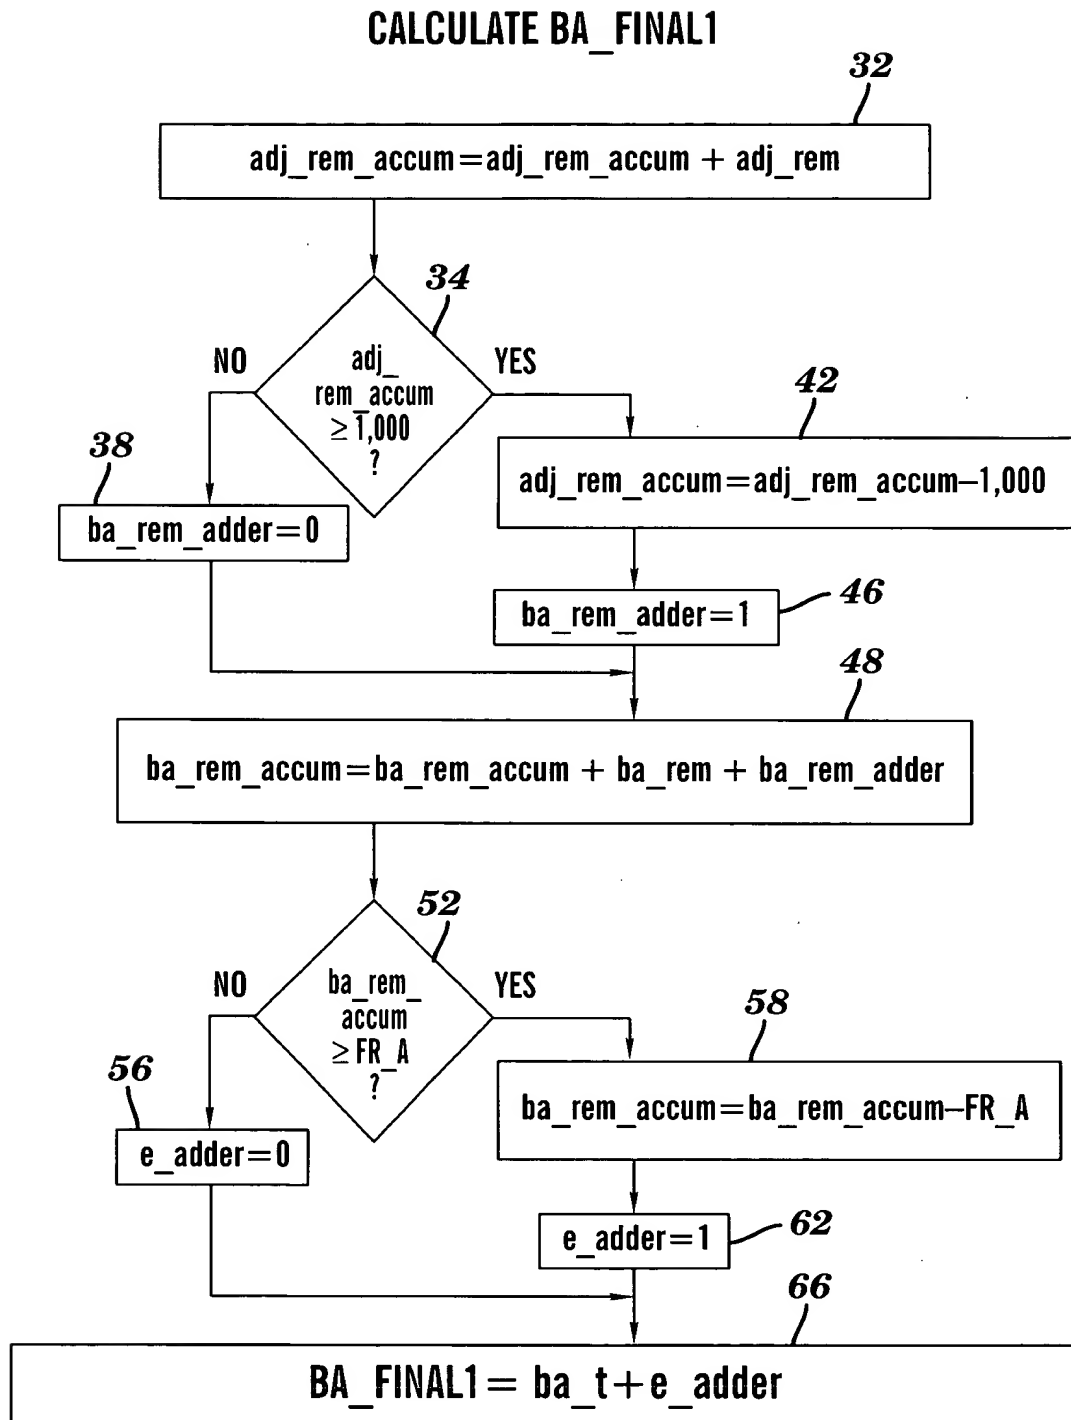 CALCULATE BA_FINAL1
32
adj_rem_accum=adj_rem_accum + adj_rem
34
NO
adj_
rem_accum
≥1,000
?
YES
42
38
adj_rem_accum=adj_rem_accum–1,000
ba_rem_adder=0
ba_rem_adder=1
46
48
ba_rem_accum=ba_rem_accum + ba_rem + ba_rem_adder
52
NO
ba_rem_
accum
≥FR_A
?
YES
58
56
ba_rem_accum=ba_rem_accum–FR_A
e_adder=0
e_adder=1
62
66
BA_FINAL1= ba_t+e_adder